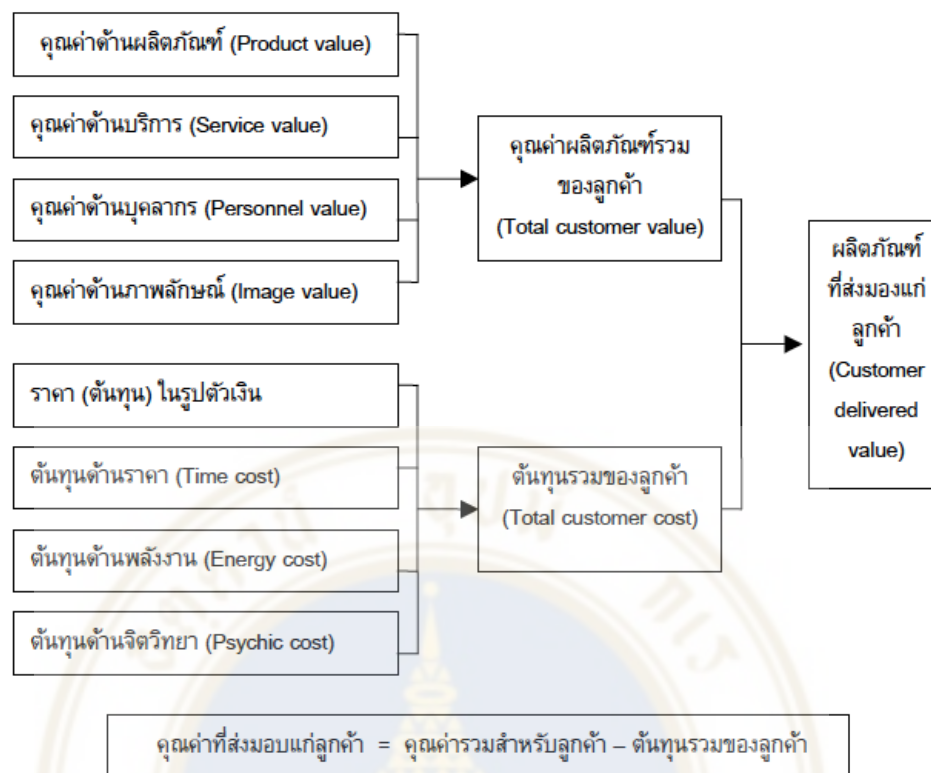 คุณค่าด้านผลิตภัณฑ์ (Product value)
คุณค่าด้านบริการ (Service value)
คุณค่าด้านบุคลากร (Personnel value)
คุณค่าด้านภาพลักษณ์ (Image value)
คุณค่าผลิตภัณฑ์รวม
ของลูกค้า
(Total customer value)
ราคา (ต้นทุน) ในรูปตัวเงิน
ต้นทุนด้านราคา (Time cost)
ต้นทุนด้านพลังงาน (Energy cost)
ต้นทุนด้านจิตวิทยา (Psychic cost)
ต้นทุนรวมของลูกค้า
(Total customer cost)
ผลิตภัณฑ์
ที่ส่งมองแก่
ลูกค้า
(Customer
delivered
value)
คุณค่าที่ส่งมอบแก่ลูกค้า = คุณค่ารวมสำหรับลูกค้า – ต้นทุนรวมของลูกค้า